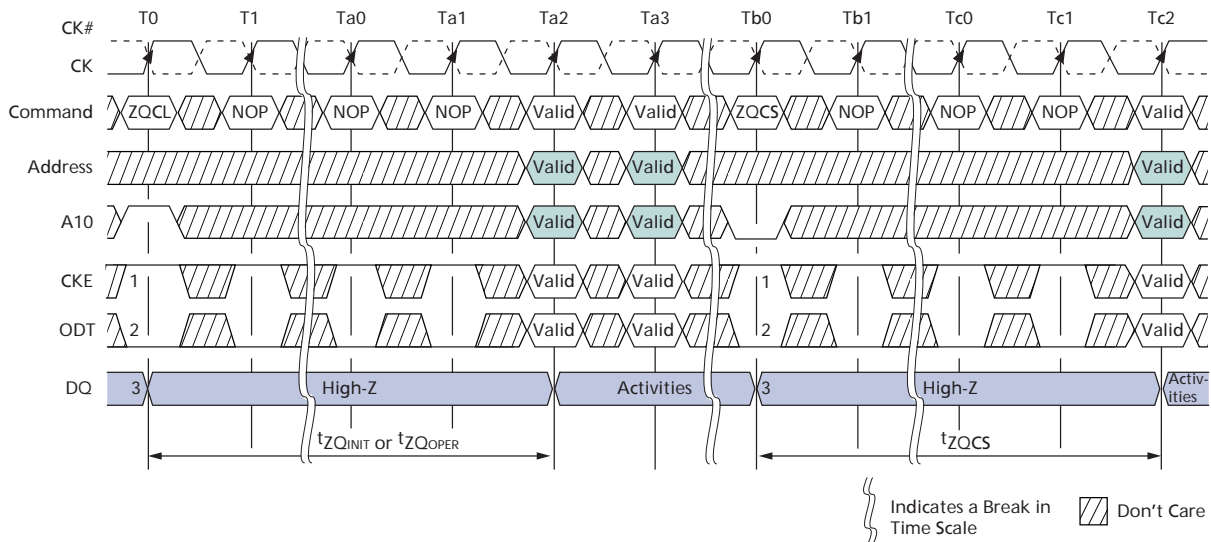 T0 T1 Ta0 Ta1 Ta2 Ta3 Tb0 Tb1 Tc0 Tc1 Tc2
CK#
CK
Command ZQCL NOP NOP NOP Valid Valid ZQCS NOP NOP NOP Valid
Address Valid Valid Valid
A10 Valid Valid Valid
CKE 1 Valid Valid 1 Valid
ODT 2 Valid Valid 2 Valid
DQ 3 High-Z Activities 3 High-Z Activ-
ities
tZQINIT or tZQOPER tZQCS
Indicates a Break in
Time Scale
Don't Care